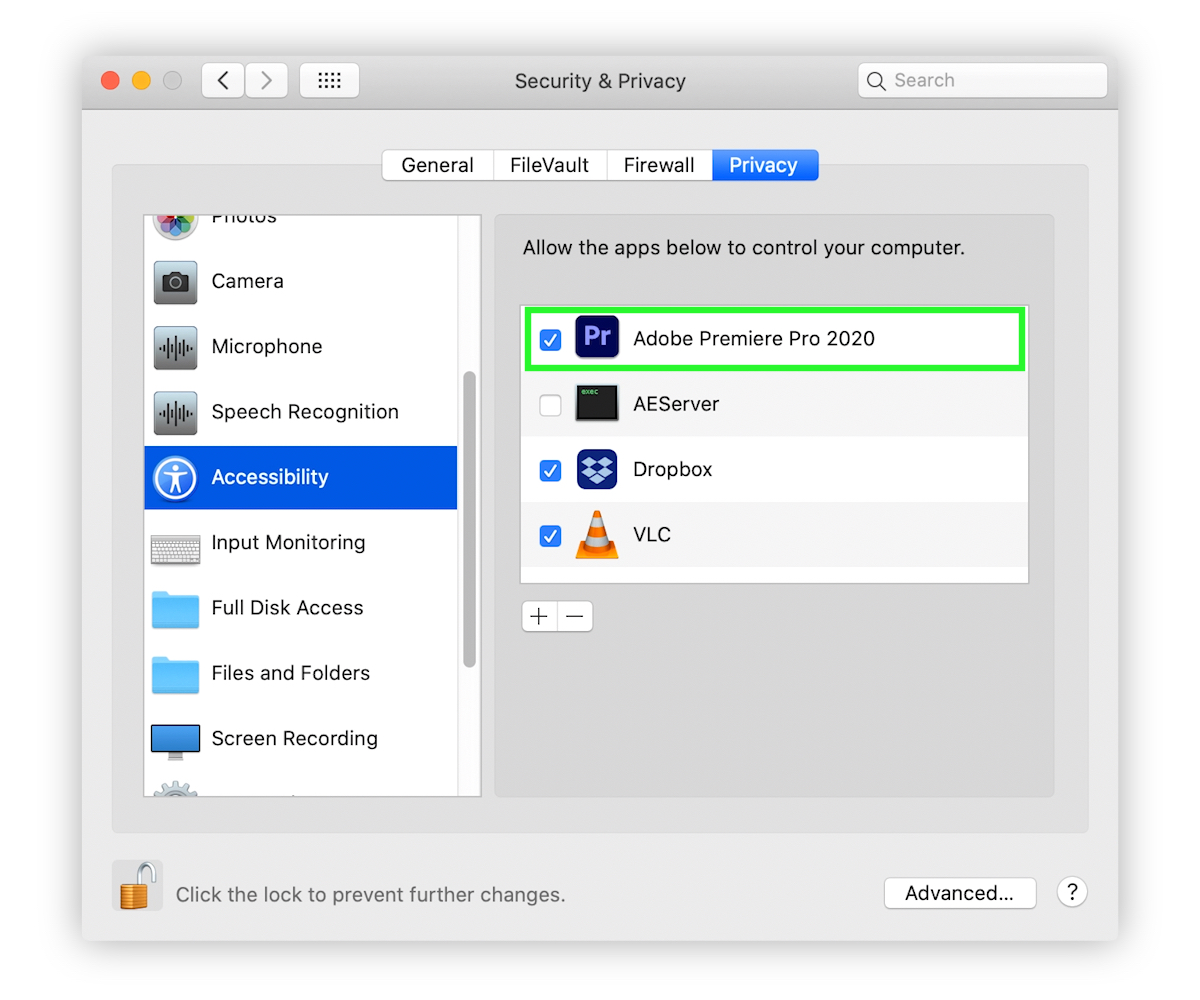 Security & Privacy
Search
General
FileVault
Firewall
Privacy
Photos
Camera
Microphone
Speech Recognition
Accessibility
Input Monitoring
Full Disk Access
Files and Folders
Screen Recording
Allow the apps below to control your computer.
Pr
Adobe Premiere Pro 2020
exec
AEServer
Dropbox
VLC
Click the lock to prevent further changes.
Advanced...
?